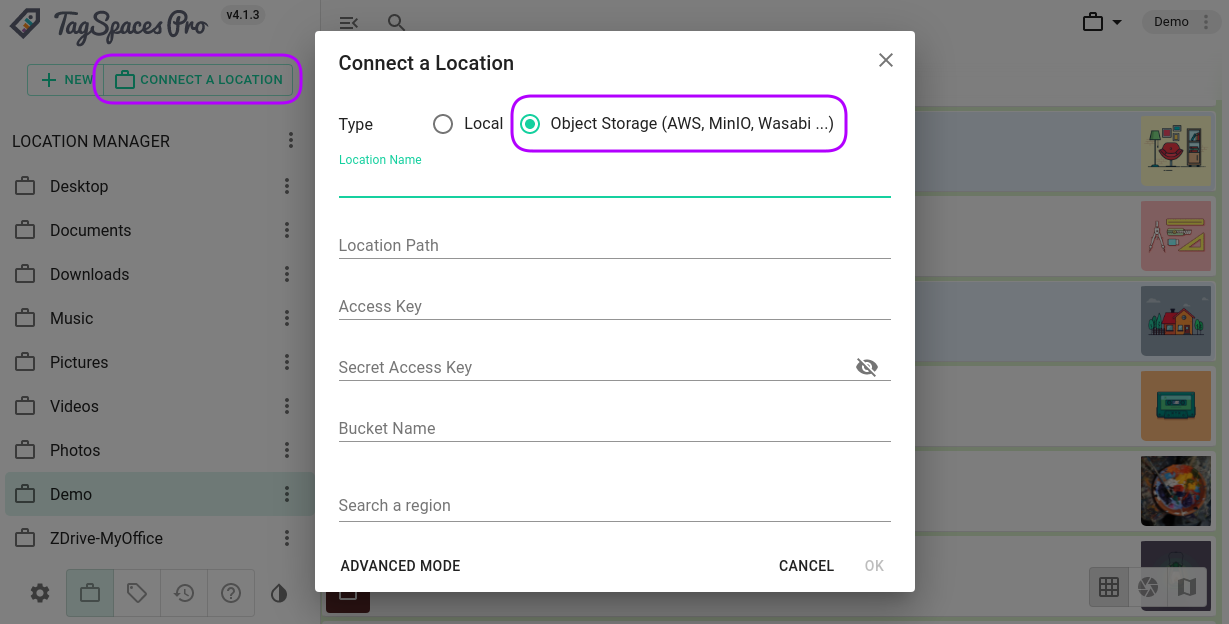 TagSpaces Pro
v4.1.3
NEW
CONNECT A LOCATION
LOCATION MANAGER
Desktop
Documents
Downloads
Music
Pictures
Videos
Photos
Demo
ZDrive-MyOffice
Demo
Connect a Location
Type
Local
Object Storage (AWS, MinIO, Wasabi ...)
Location Name
Location Path
Access Key
Secret Access Key
Bucket Name
Search a region
ADVANCED MODE
CANCEL
OK